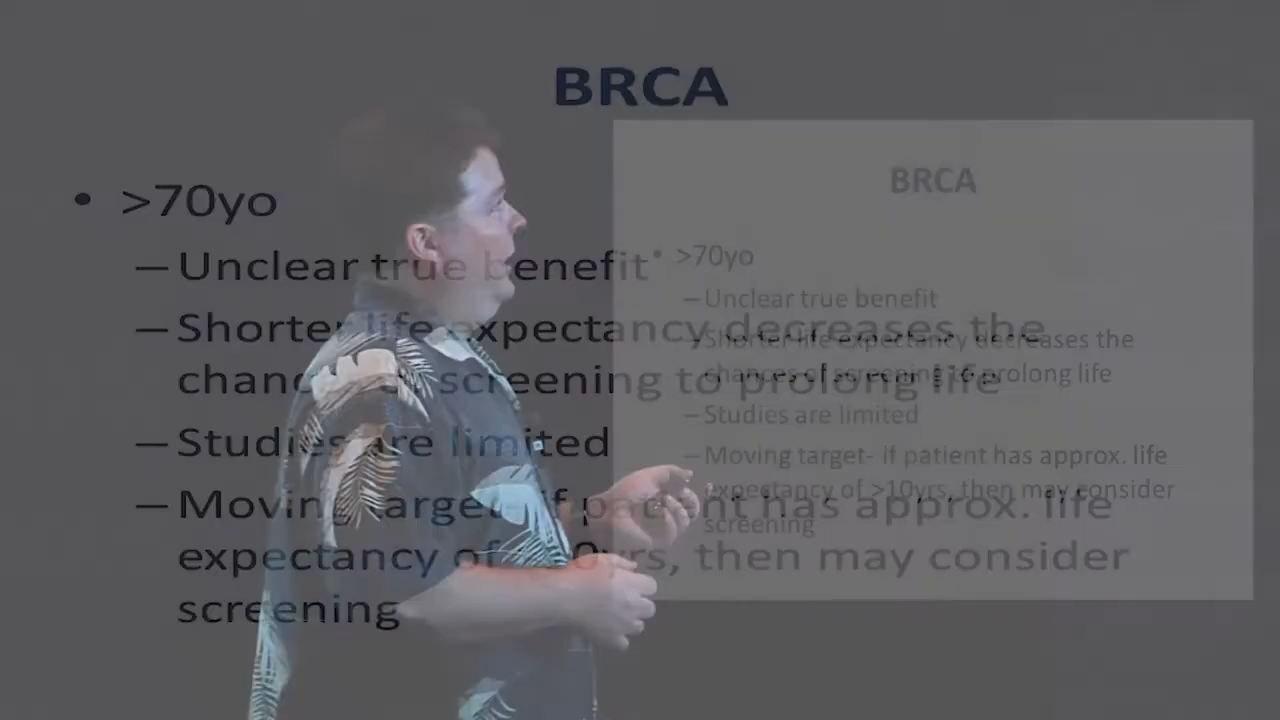 BRCA
• >70yo
– Unclear true benefit
– Shorter life expectancy decreases the
chances of screening to prolong life
– Studies are limited
– Moving target- if patient has approx. life
expectancy of >10yrs, then may consider
screening
BRCA
• >70yo
– Unclear true benefit
– Shorter life expectancy decreases the
chances of screening to prolong life
– Studies are limited
– Moving target- if patient has approx. life
expectancy of >10yrs, then may consider
screening